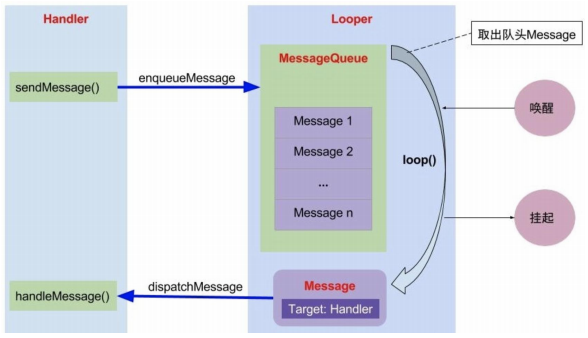 Handler
Looper
取出队头Message
MessageQueue
sendMessage()
enqueueMessage
唤醒
Message 1
Message 2
...
Message n
loop()
挂起
handleMessage()
dispatchMessage
Message
Target: Handler